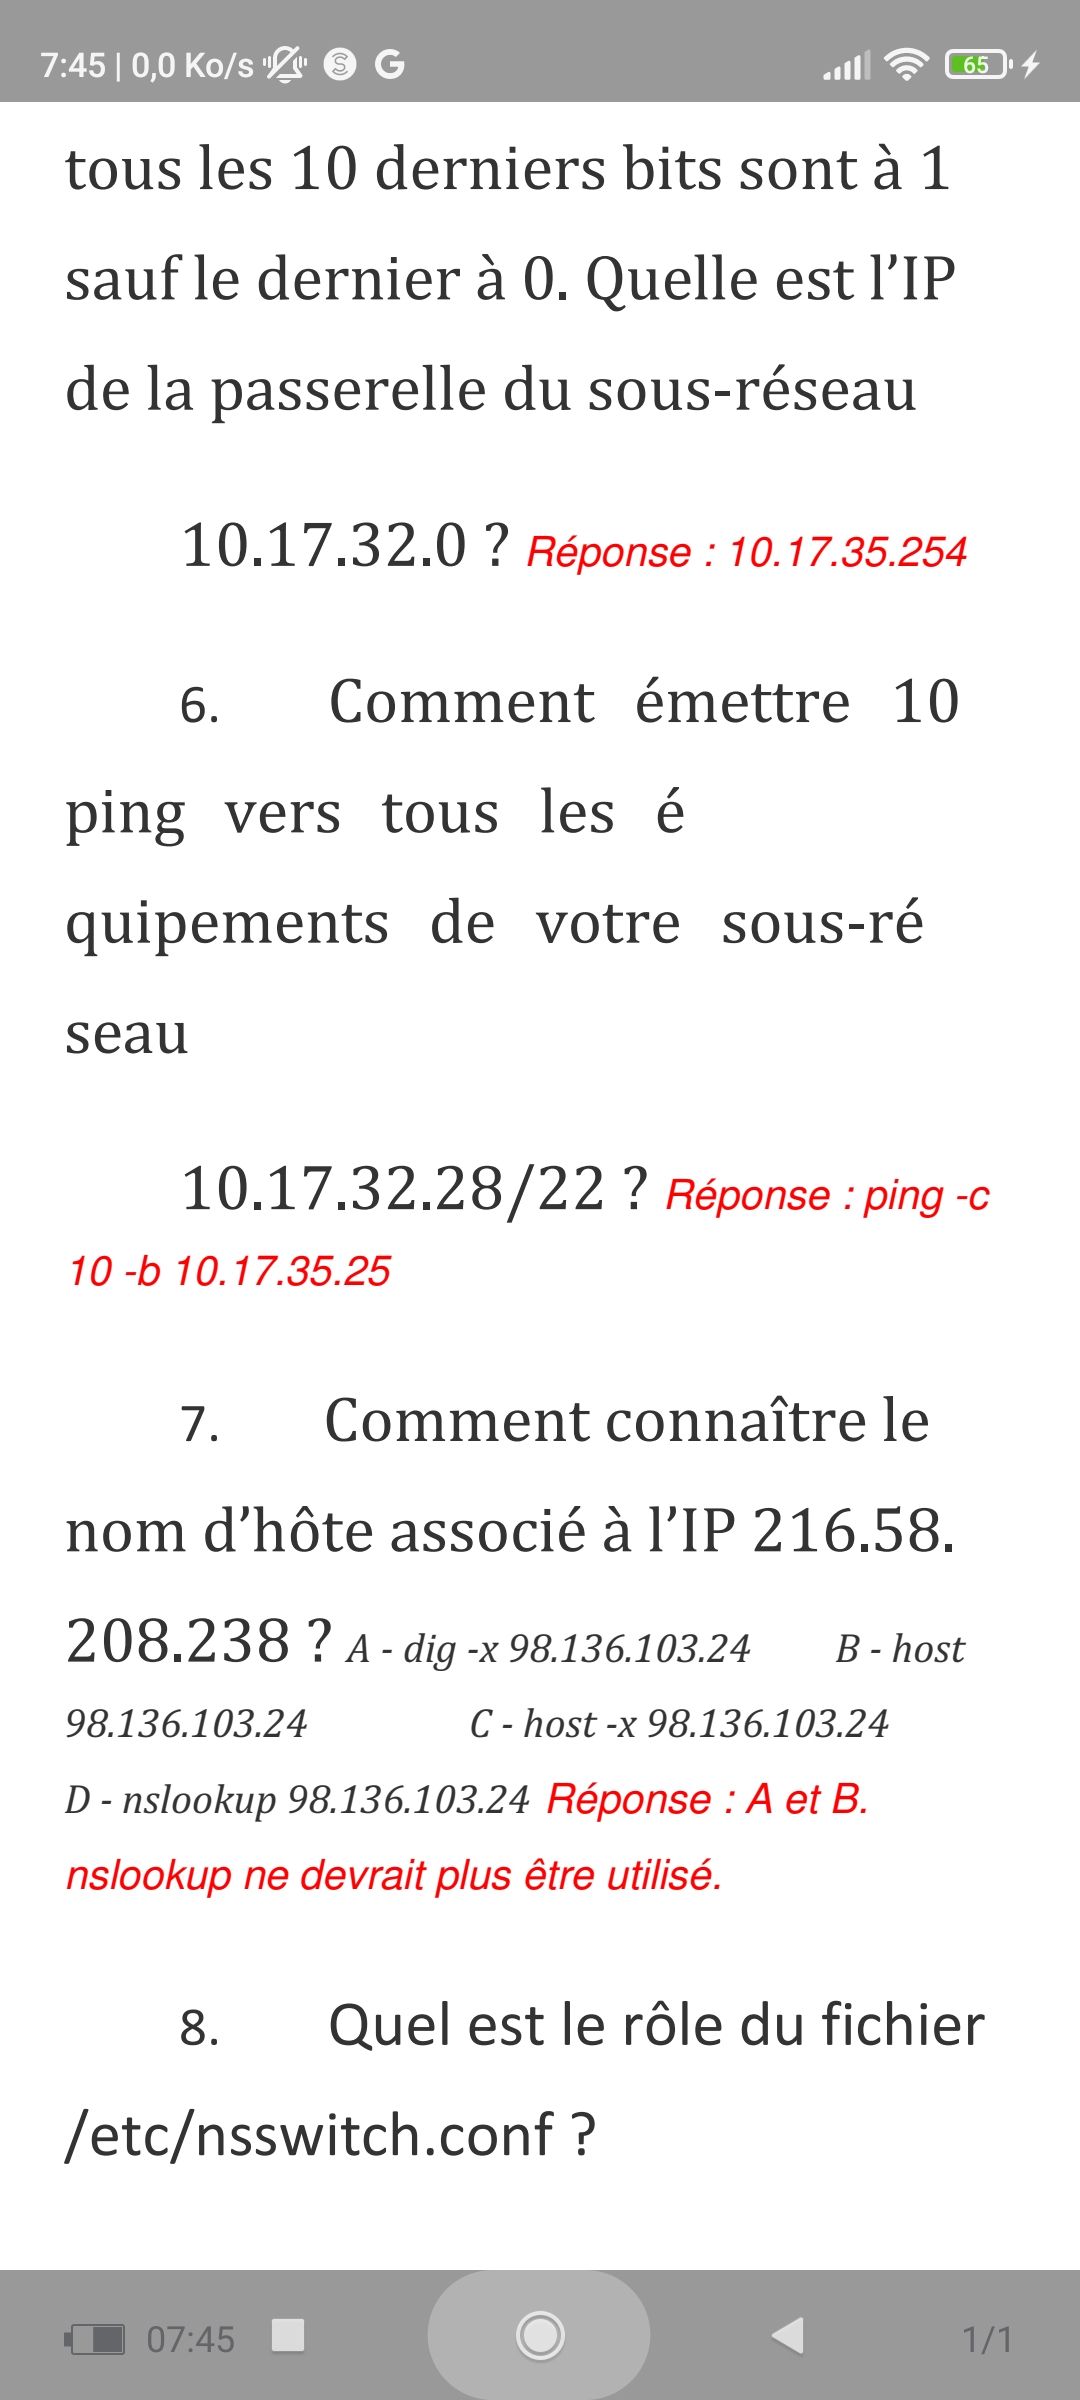 7:45 | 0,0 Ko/s
65
tous les 10 derniers bits sont à 1
sauf le dernier à 0. Quelle est l’IP
de la passerelle du sous-réseau
10.17.32.0 ? Réponse : 10.17.35.254
6. Comment émettre 10
ping vers tous les é
quipements de votre sous-ré
seau
10.17.32.28/22 ? Réponse : ping -c
10 -b 10.17.35.25
7. Comment connaître le
nom d’hôte associé à l’IP 216.58.
208.238 ? A - dig -x 98.136.103.24 B - host
98.136.103.24 C - host -x 98.136.103.24
D - nslookup 98.136.103.24 Réponse : A et B.
nslookup ne devrait plus être utilisé.
8. Quel est le rôle du fichier
/etc/nsswitch.conf ?
07:45
1/1